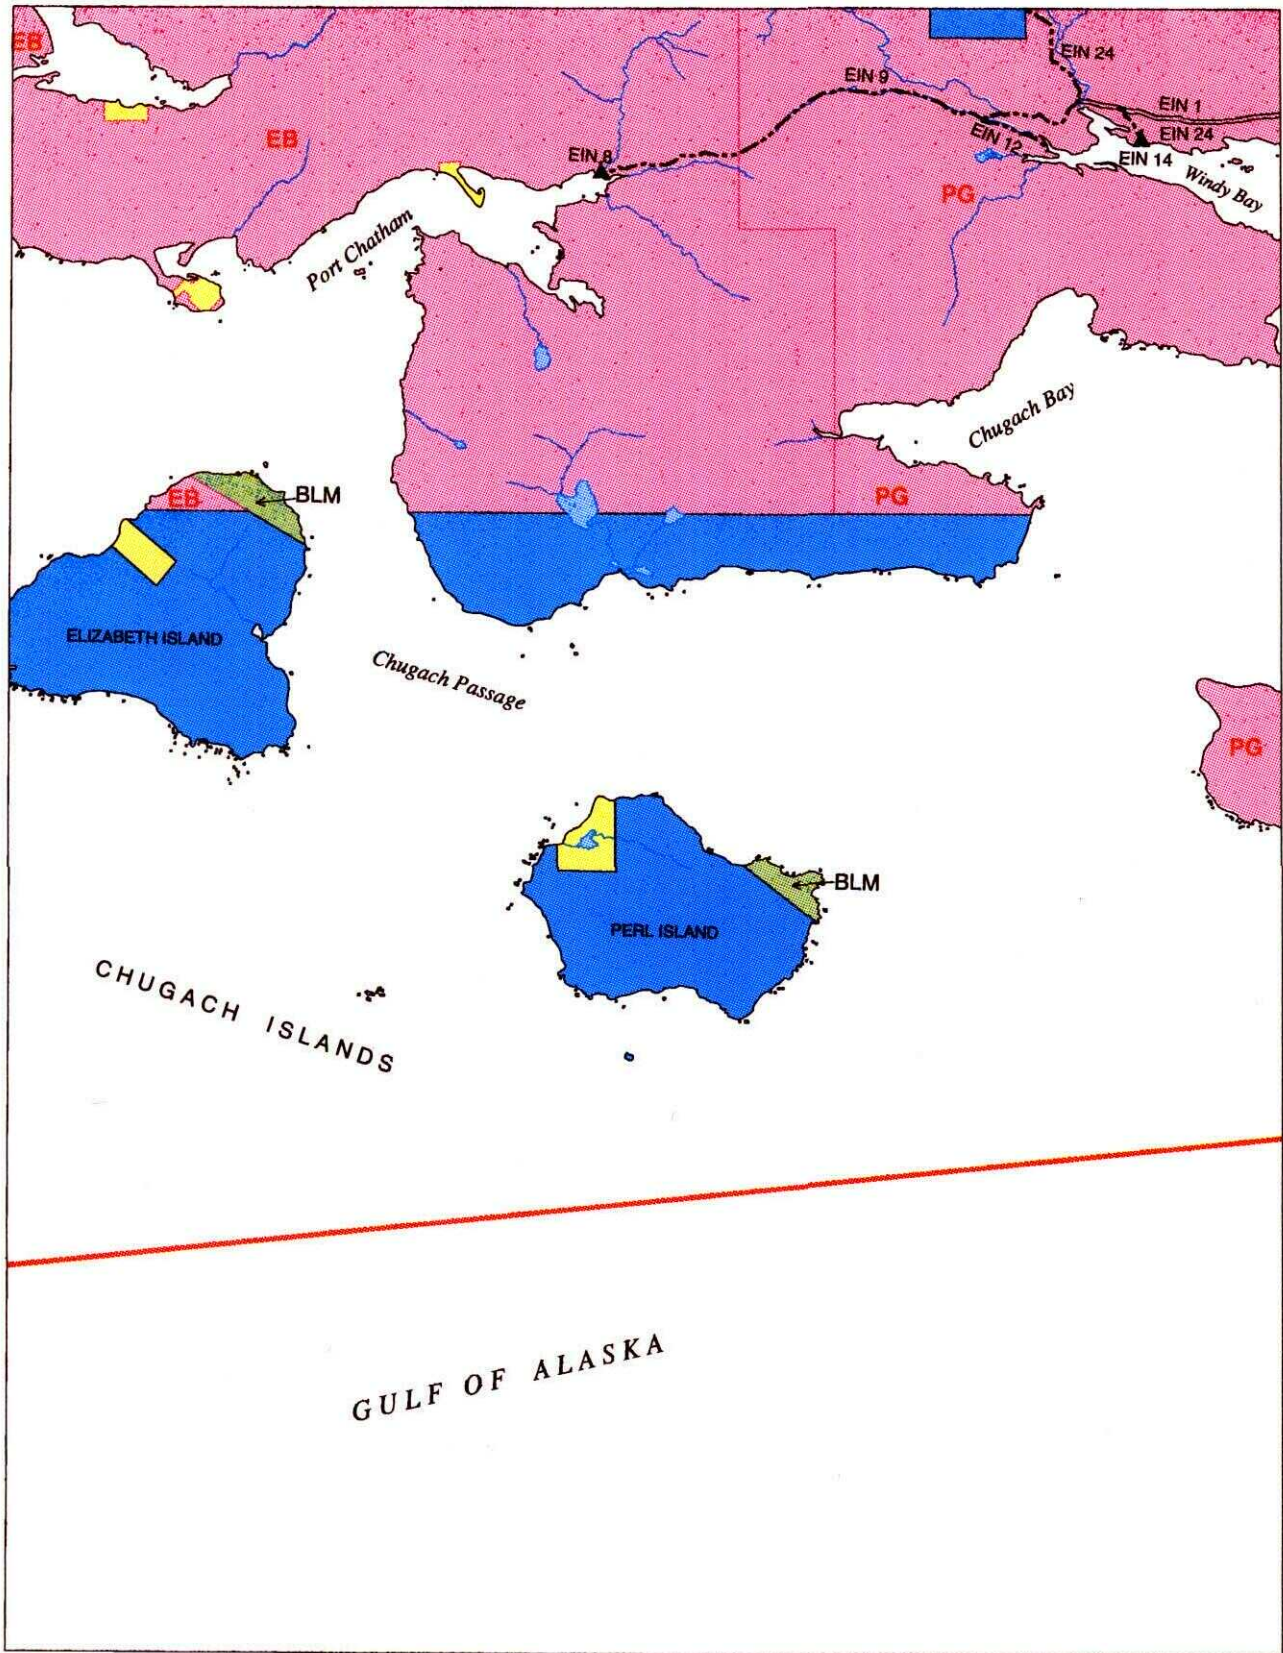 EB
EIN 24
EIN 9
EIN 1
EB
EIN 24
EIN 12
EIN 8
EIN 14
Windy Bay
PG
Port Chatham
Chugach Bay
EB
BLM
PG
ELIZABETH ISLAND
Chugach Passage
PG
BLM
PERL ISLAND
CHUGACH ISLANDS
GULF OF ALASKA